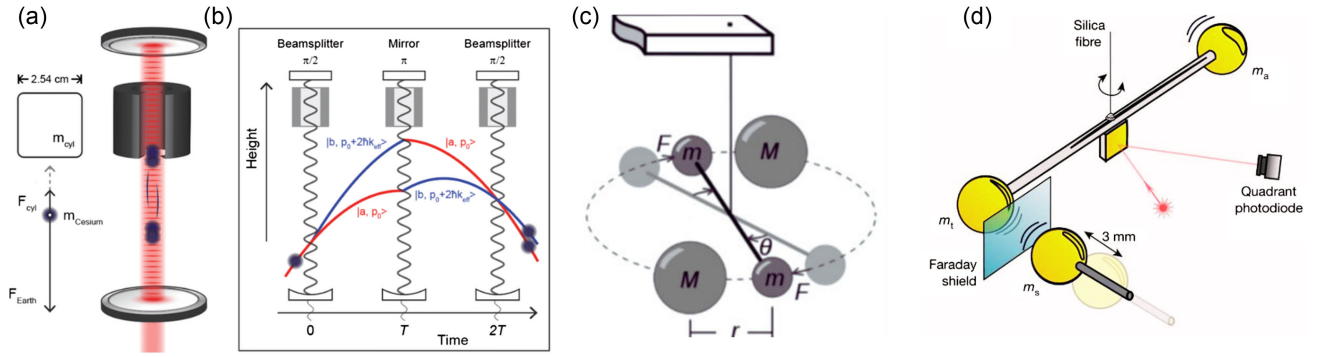 (a)
2.54 cm
m_cyl
F_cyl
m_Cesium
F_Earth
(b)
Beamsplitter Mirror Beamsplitter
π/2 π π/2
Height
|b, p₀+2ħk_eff> |a, p₀>
|a, p₀> |b, p₀+2ħk_eff>
0 T 2T
Time
(c)
F m M
θ
M m F
r
(d)
Silica
fibre
m_a
Quadrant
photodiode
m_t
3 mm
Faraday
shield
m_s